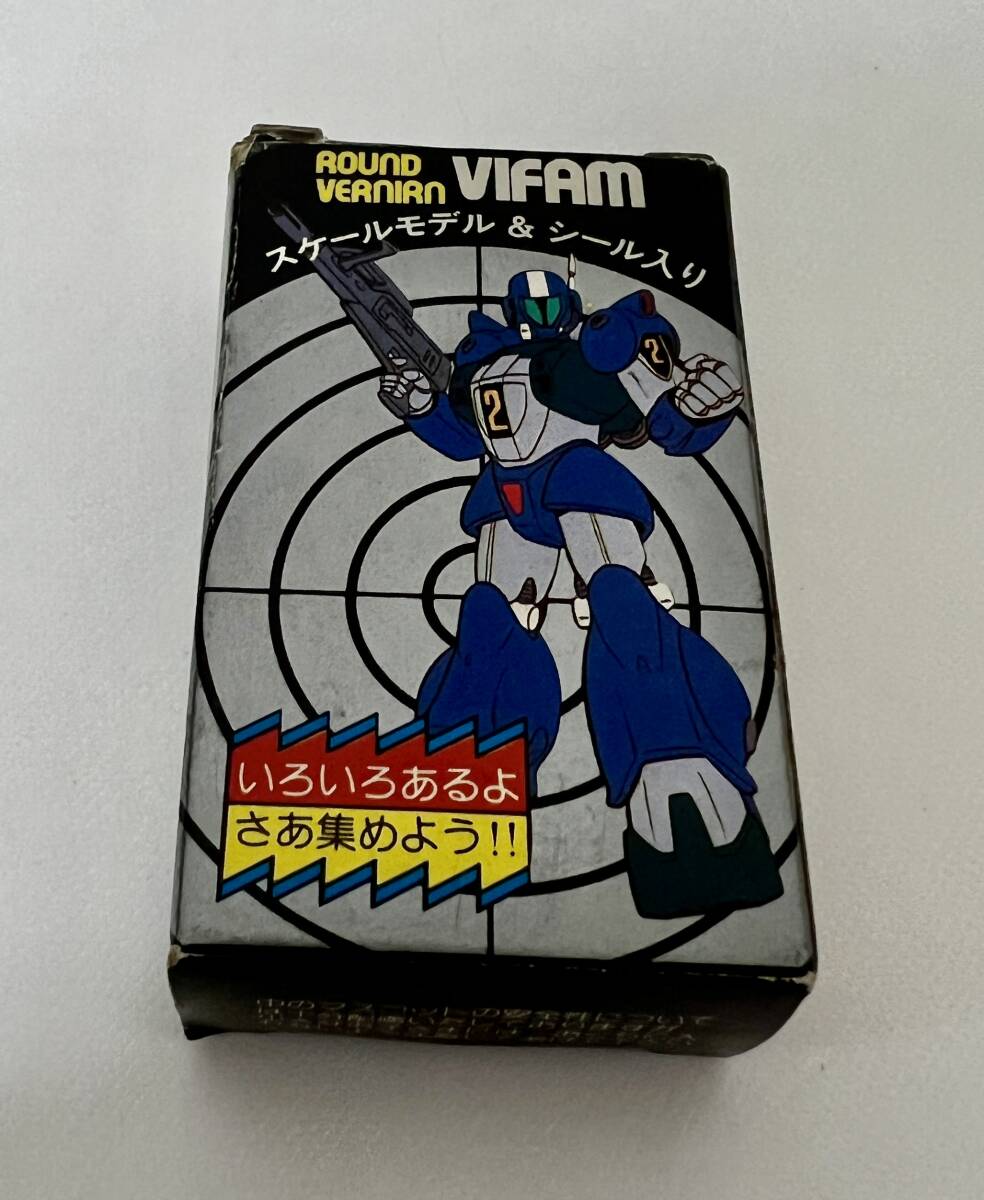 ROUND
VERNIRN
VIFAM
スケールモデル & シール入り
2
2
いろいろあるよ
さあ集めよう!!